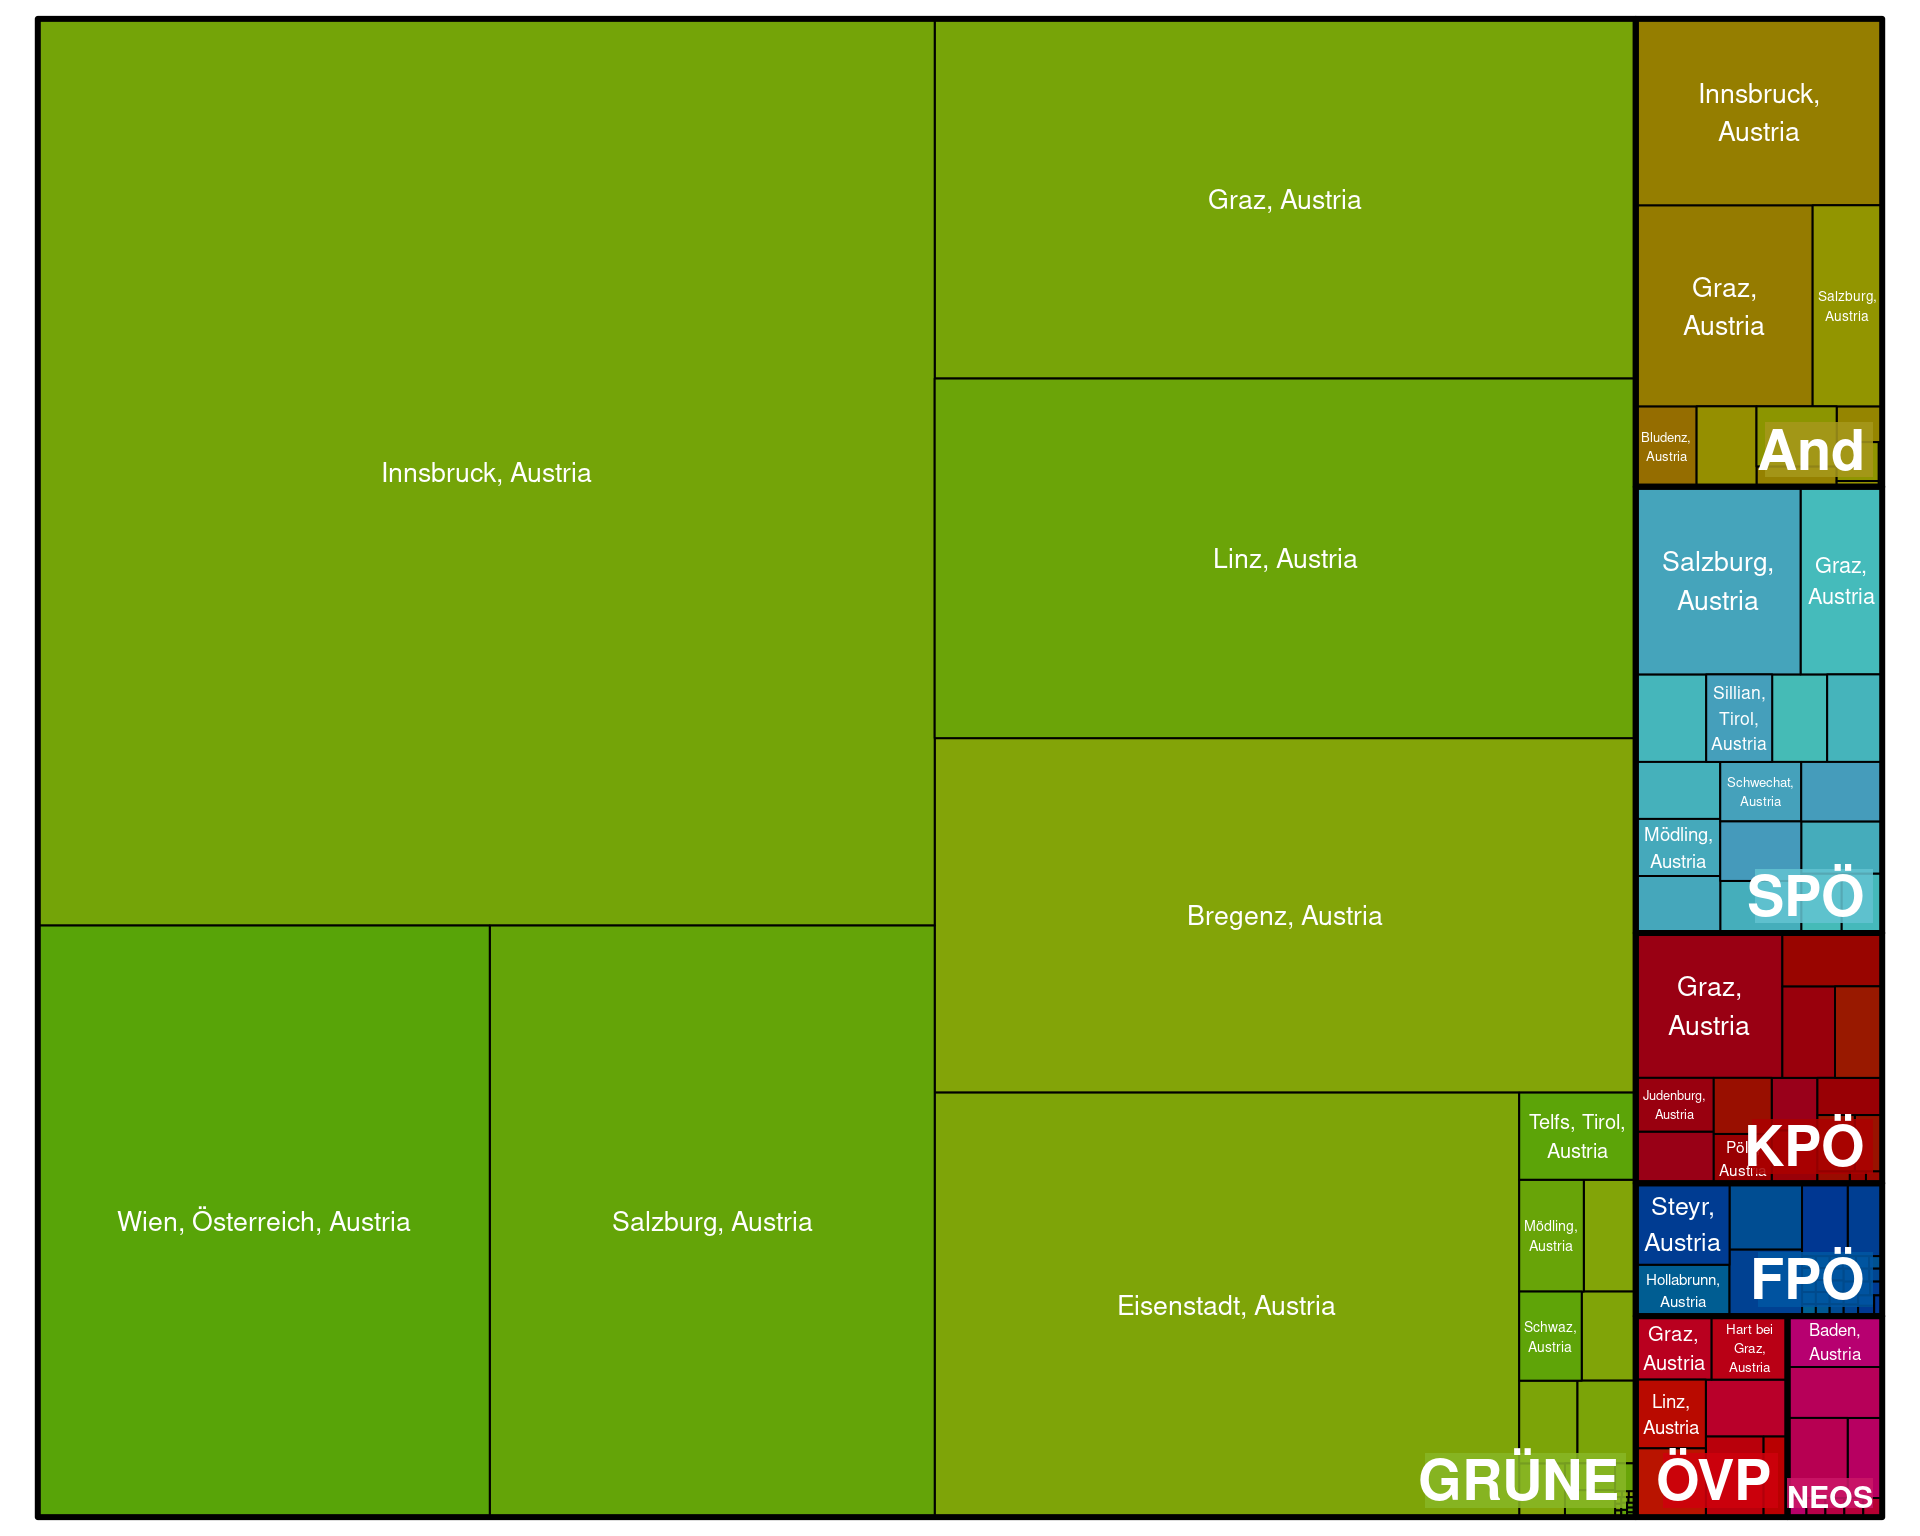 Innsbruck, Austria
Graz, Austria
Linz, Austria
Bregenz, Austria
Wien, Österreich, Austria
Salzburg, Austria
Eisenstadt, Austria
Telfs, Tirol,
Austria
Mödling,
Austria
Schwaz,
Austria
GRÜNE
Innsbruck,
Austria
Graz,
Austria
Salzburg,
Austria
Bludenz,
Austria
And
Salzburg,
Austria
Graz,
Austria
Sillian,
Tirol,
Austria
Schwechat,
Austria
Mödling,
Austria
SPÖ
Graz,
Austria
Judenburg,
Austria
Austria
KPÖ
Steyr,
Austria
Hollabrunn,
Austria
FPÖ
Graz,
Austria
Hart bei
Graz,
Austria
Linz,
Austria
ÖVP
Baden,
Austria
NEOS